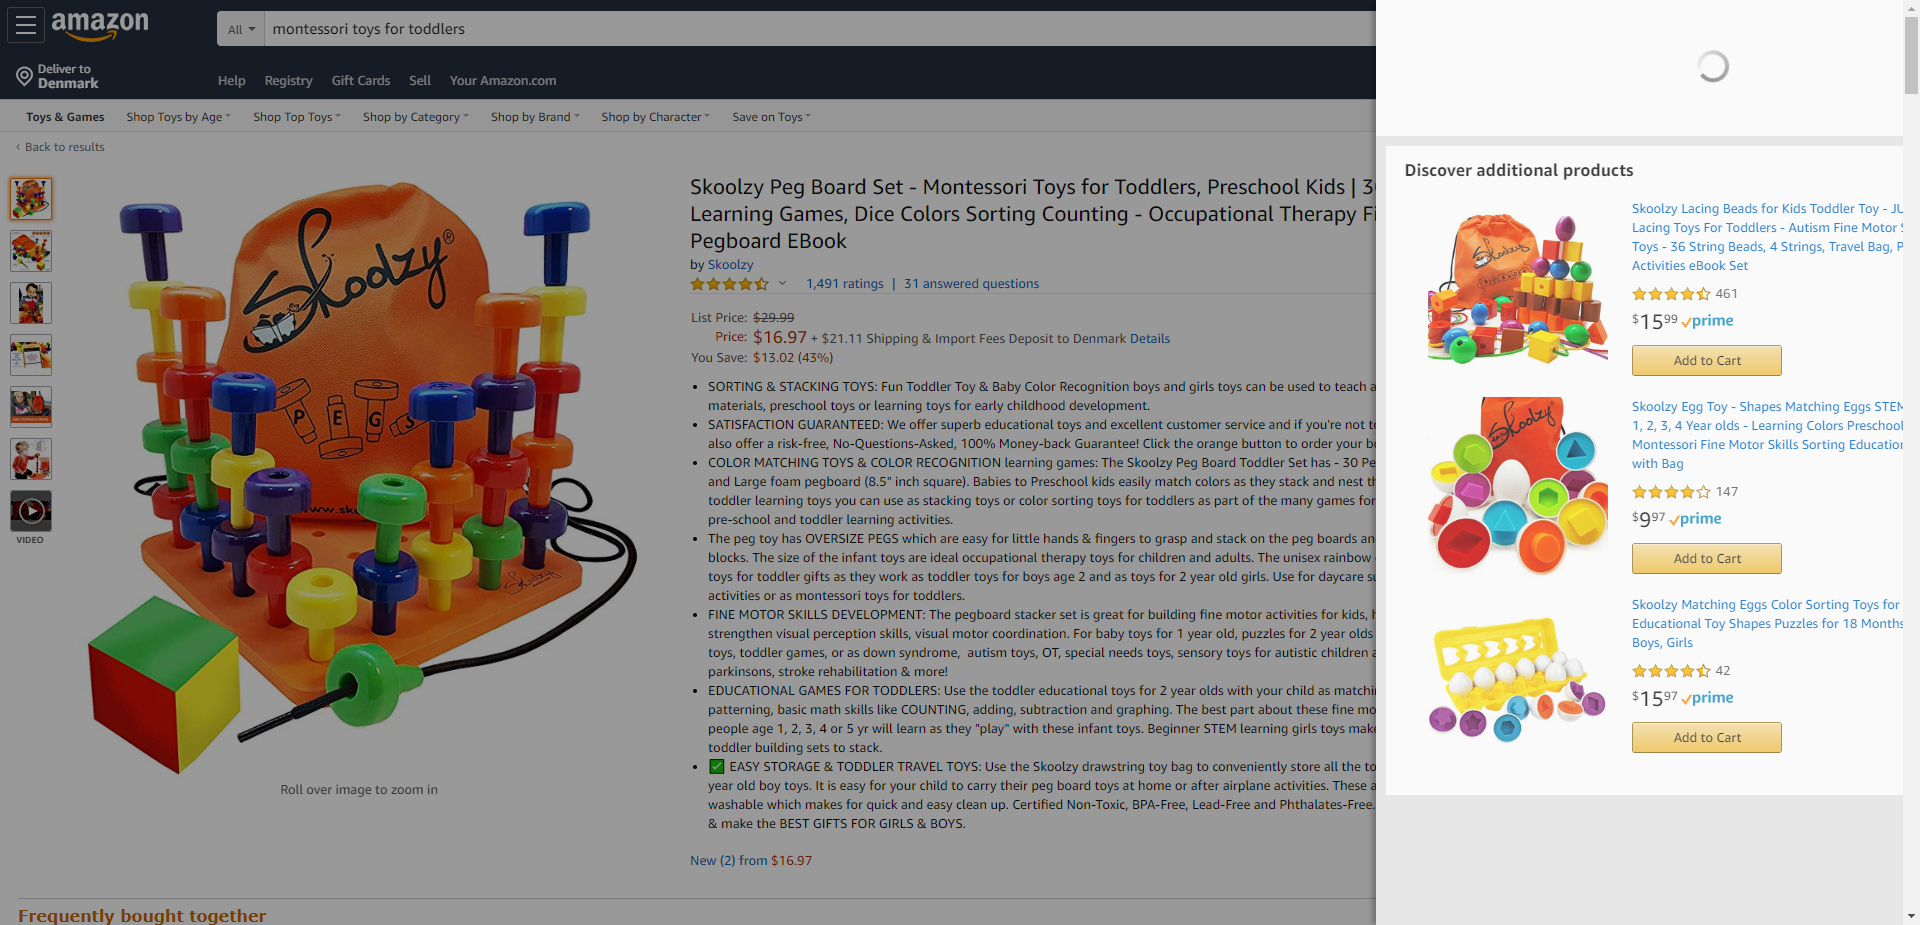 amazon
All
montessori toys for toddlers
Deliver to
Denmark
Help
Registry
Gift Cards
Sell
Your Amazon.com
Toys & Games
Shop Toys by Age
Shop Top Toys
Shop by Category
Shop by Brand
Shop by Character
Save on Toys
‹ Back to results
VIDEO
Skoolzy®
PEGS
www.sko
Skoolzy
Roll over image to zoom in
Skoolzy Peg Board Set - Montessori Toys for Toddlers, Preschool Kids | 3
Learning Games, Dice Colors Sorting Counting - Occupational Therapy Fi
Pegboard EBook
by Skoolzy
1,491 ratings | 31 answered questions
List Price: $29.99
Price: $16.97 + $21.11 Shipping & Import Fees Deposit to Denmark Details
You Save: $13.02 (43%)
• SORTING & STACKING TOYS: Fun Toddler Toy & Baby Color Recognition boys and girls toys can be used to teach a
materials, preschool toys or learning toys for early childhood development.
• SATISFACTION GUARANTEED: We offer superb educational toys and excellent customer service and if you're not t
also offer a risk-free, No-Questions-Asked, 100% Money-back Guarantee! Click the orange button to order your b
• COLOR MATCHING TOYS & COLOR RECOGNITION learning games: The Skoolzy Peg Board Toddler Set has - 30 Pe
and Large foam pegboard (8.5" inch square). Babies to Preschool kids easily match colors as they stack and nest t
toddler learning toys you can use as stacking toys or color sorting toys for toddlers as part of the many games for
pre-school and toddler learning activities.
• The peg toy has OVERSIZE PEGS which are easy for little hands & fingers to grasp and stack on the peg boards an
blocks. The size of the infant toys are ideal occupational therapy toys for children and adults. The unisex rainbow
toys for toddler gifts as they work as toddler toys for boys age 2 and as toys for 2 year old girls. Use for daycare su
activities or as montessori toys for toddlers.
• FINE MOTOR SKILLS DEVELOPMENT: The pegboard stacker set is great for building fine motor activities for kids, h
strengthen visual perception skills, visual motor coordination. For baby toys for 1 year old, puzzles for 2 year olds
toys, toddler games, or as down syndrome, autism toys, OT, special needs toys, sensory toys for autistic children a
parkinsons, stroke rehabilitation & more!
• EDUCATIONAL GAMES FOR TODDLERS: Use the toddler educational toys for 2 year olds with your child as matchi
patterning, basic math skills like COUNTING, adding, subtraction and graphing. The best part about these fine mo
people age 1, 2, 3, 4 or 5 yr will learn as they "play" with these infant toys. Beginner STEM learning girls toys mak
toddler building sets to stack.
• ✅ EASY STORAGE & TODDLER TRAVEL TOYS: Use the Skoolzy drawstring toy bag to conveniently store all the to
year old boy toys. It is easy for your child to carry their peg board toys at home or after airplane activities. These a
washable which makes for quick and easy clean up. Certified Non-Toxic, BPA-Free, Lead-Free and Phthalates-Free.
& make the BEST GIFTS FOR GIRLS & BOYS.
New (2) from $16.97
Frequently bought together
Discover additional products
Skoolzy Lacing Beads for Kids Toddler Toy - JU
Lacing Toys For Toddlers - Autism Fine Motor S
Toys - 36 String Beads, 4 Strings, Travel Bag, P
Activities eBook Set
461
$1599 prime
Add to Cart
Skoolzy
Skoolzy Egg Toy - Shapes Matching Eggs STEM
1, 2, 3, 4 Year olds - Learning Colors Preschool
Montessori Fine Motor Skills Sorting Education
with Bag
147
$997 prime
Add to Cart
Skoolzy Matching Eggs Color Sorting Toys for
Educational Toy Shapes Puzzles for 18 Months
Boys, Girls
42
$1597 prime
Add to Cart